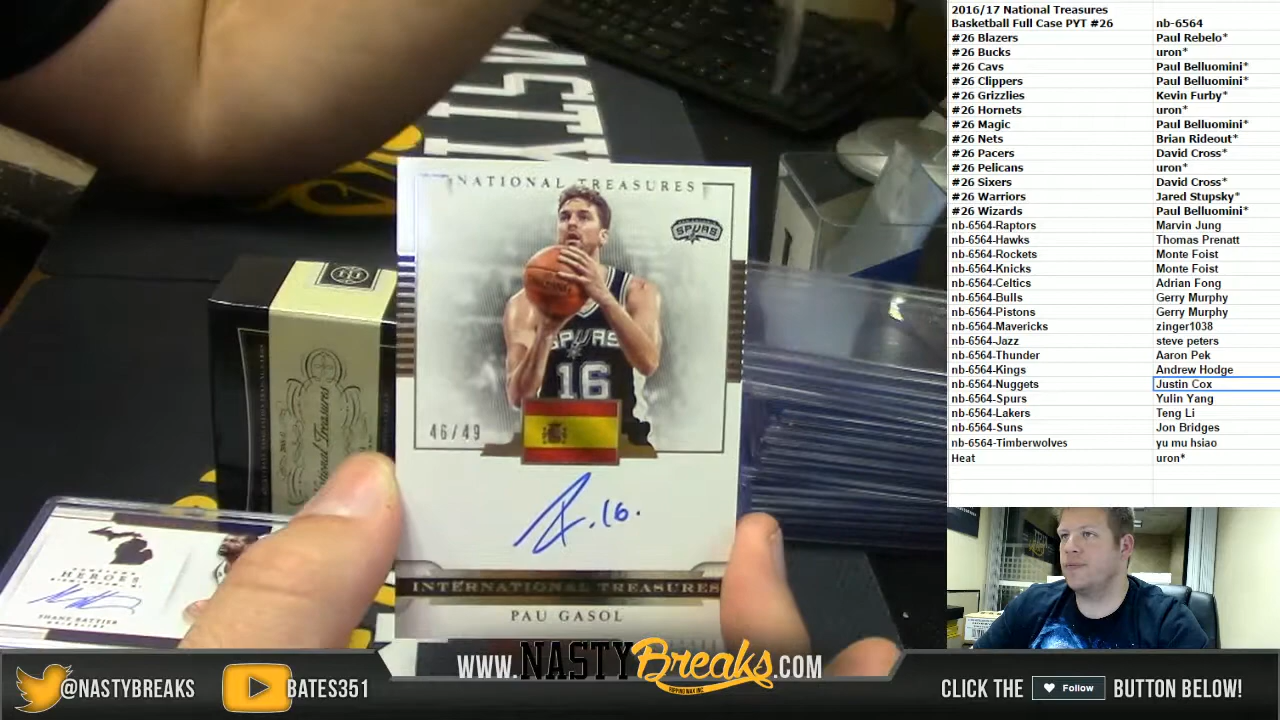 NASTY
NATIONAL TREASURES
SPURS
SPURS
16
46/49
.16.
INTERNATIONAL TREASURES
PAU GASOL
National Treasures
HEROES
SHANE BATTIER
2016/17 National Treasures
Basketball Full Case PYT #26 nb-6564
#26 Blazers Paul Rebelo*
#26 Bucks uron*
#26 Cavs Paul Belluomini*
#26 Clippers Paul Belluomini*
#26 Grizzlies Kevin Furby*
#26 Hornets uron*
#26 Magic Paul Belluomini*
#26 Nets Brian Rideout*
#26 Pacers David Cross*
#26 Pelicans uron*
#26 Sixers David Cross*
#26 Warriors Jared Stupsky*
#26 Wizards Paul Belluomini*
nb-6564-Raptors Marvin Jung
nb-6564-Hawks Thomas Prenatt
nb-6564-Rockets Monte Foist
nb-6564-Knicks Monte Foist
nb-6564-Celtics Adrian Fong
nb-6564-Bulls Gerry Murphy
nb-6564-Pistons Gerry Murphy
nb-6564-Mavericks zinger1038
nb-6564-Jazz steve peters
nb-6564-Thunder Aaron Pek
nb-6564-Kings Andrew Hodge
nb-6564-Nuggets Justin Cox
nb-6564-Spurs Yulin Yang
nb-6564-Lakers Teng Li
nb-6564-Suns Jon Bridges
nb-6564-Timberwolves yu mu hsiao
Heat uron*
@NASTYBREAKS
BATES351
WWW.NASTYBreaks.COM
CLICK THE Follow BUTTON BELOW!